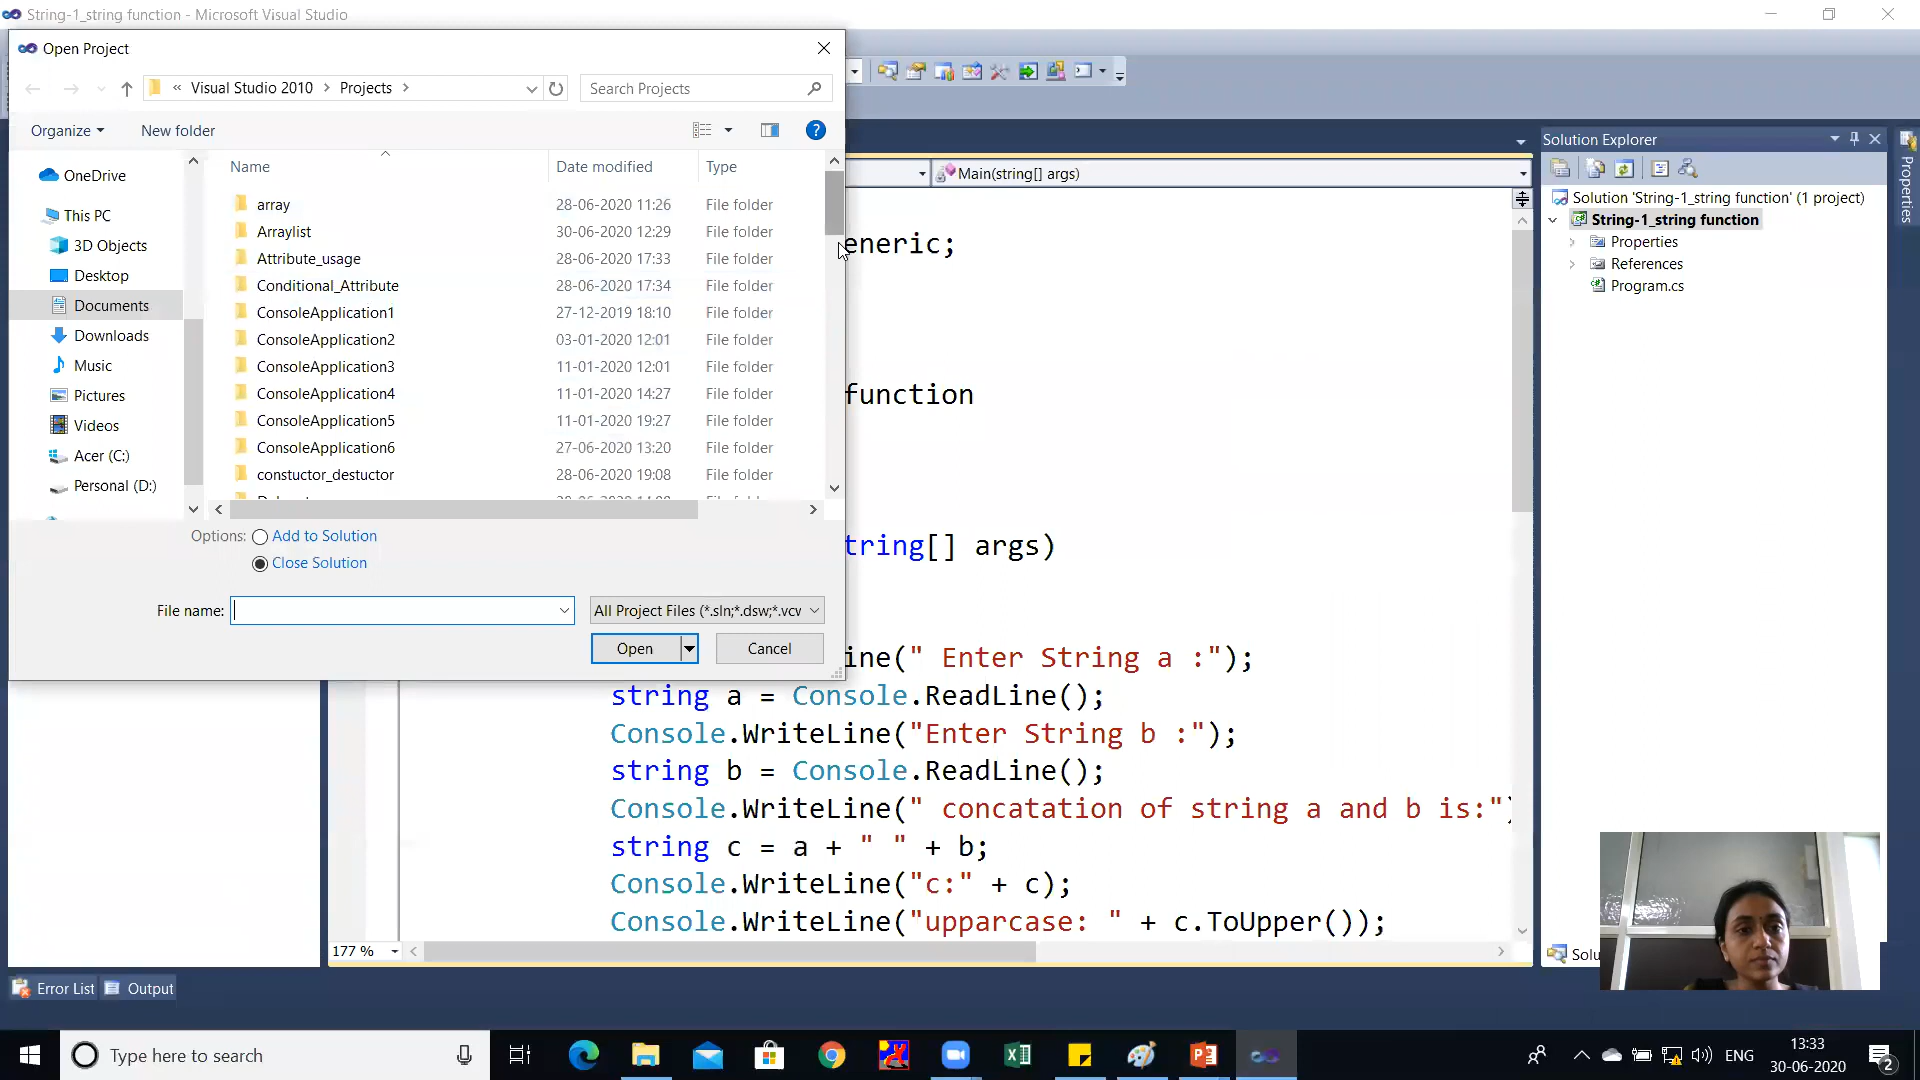 String-1_string function - Microsoft Visual Studio
Open Project
« Visual Studio 2010 > Projects >
Search Projects
Organize
New folder
Name
Date modified
Type
OneDrive
This PC
3D Objects
Desktop
Documents
Downloads
Music
Pictures
Videos
Acer (C:)
Personal (D:)
array 28-06-2020 11:26 File folder
Arraylist 30-06-2020 12:29 File folder
Attribute_usage 28-06-2020 17:33 File folder
Conditional_Attribute 28-06-2020 17:34 File folder
ConsoleApplication1 27-12-2019 18:10 File folder
ConsoleApplication2 03-01-2020 12:01 File folder
ConsoleApplication3 11-01-2020 12:01 File folder
ConsoleApplication4 11-01-2020 14:27 File folder
ConsoleApplication5 11-01-2020 19:27 File folder
ConsoleApplication6 27-06-2020 13:20 File folder
constuctor_destuctor 28-06-2020 19:08 File folder
Options: Add to Solution
Close Solution
File name:
All Project Files (*.sln;*.dsw;*.vcw
Open
Cancel
Main(string[] args)
eneric;
function
tring[] args)
ine(" Enter String a :");
string a = Console.ReadLine();
Console.WriteLine("Enter String b :");
string b = Console.ReadLine();
Console.WriteLine(" concatation of string a and b is:")
string c = a + " " + b;
Console.WriteLine("c:" + c);
Console.WriteLine("upparcase: " + c.ToUpper());
177 %
Solution Explorer
Solution 'String-1_string function' (1 project)
String-1_string function
Properties
References
Program.cs
Properties
Solu
Error List
Output
Type here to search
ENG
13:33
30-06-2020
2